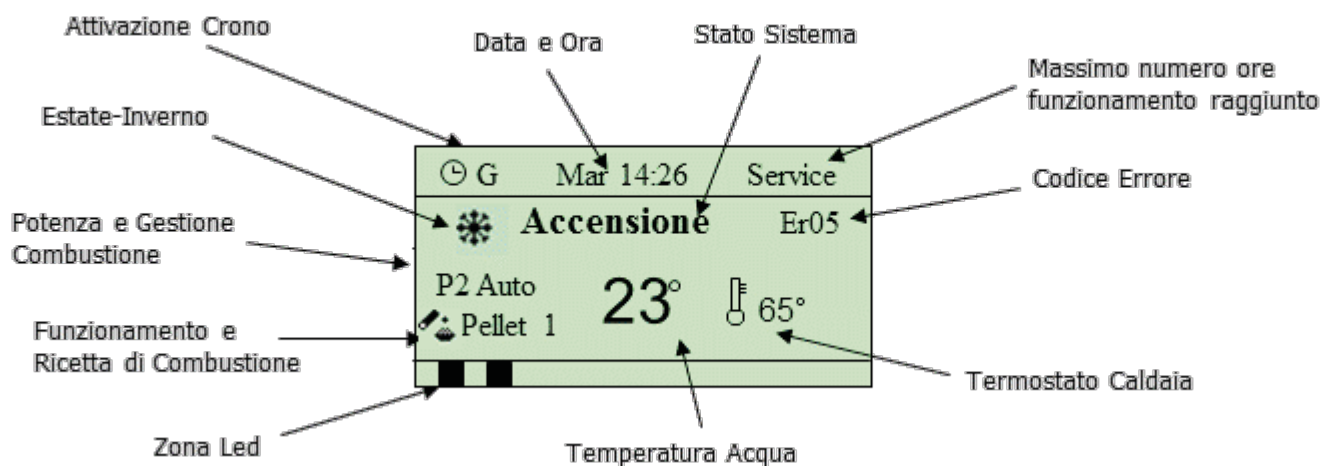 Attivazione Crono
Data e Ora
Stato Sistema
Massimo numero ore
funzionamento raggiunto
Estate-Inverno
Codice Errore
Potenza e Gestione
Combustione
Funzionamento e
Ricetta di Combustione
Zona Led
Temperatura Acqua
Termostato Caldaia
G Mar 14:26 Service
Accensione Er05
P2 Auto 23° 65°
Pellet 1